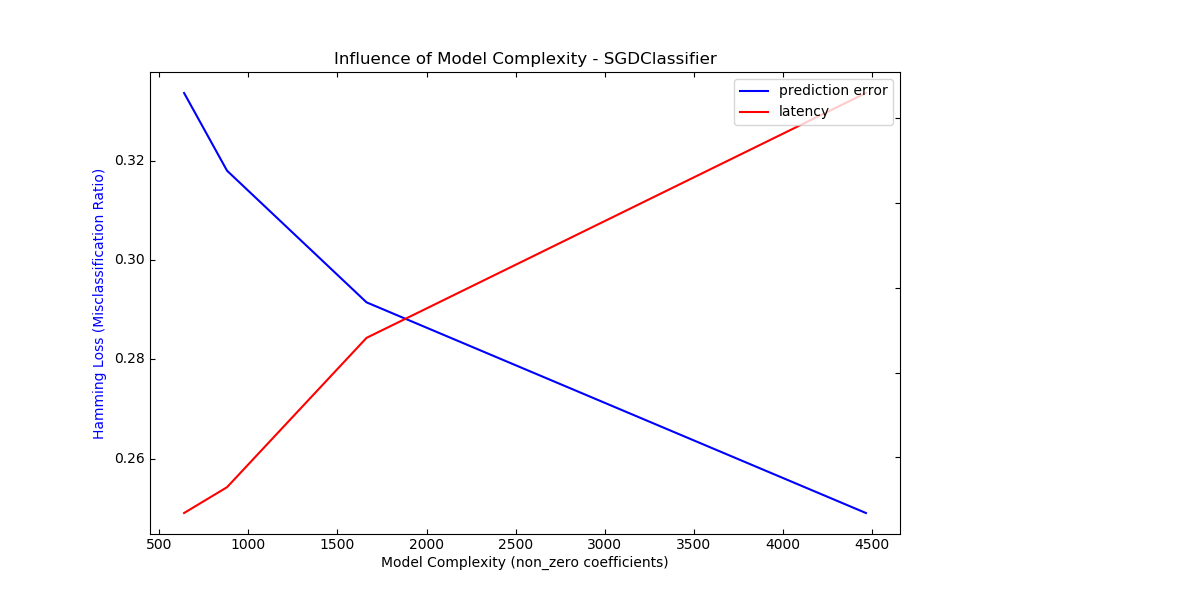 Influence of Model Complexity - SGDClassifier
prediction error
latency
Hamming Loss (Misclassification Ratio)
0.32
0.30
0.28
0.26
500 1000 1500 2000 2500 3000 3500 4000 4500
Model Complexity (non_zero coefficients)